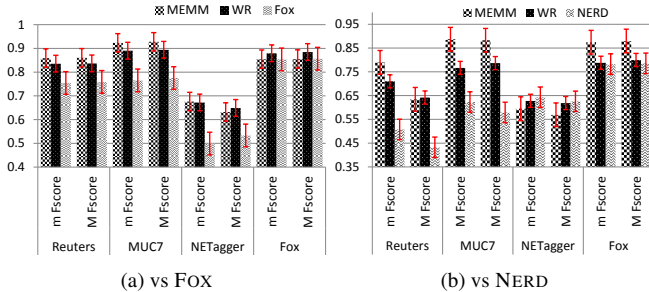 MEMM WR Fox
1
0.9
0.8
0.7
0.6
0.5
0.4
m Fscore M Fscore m Fscore M Fscore m Fscore M Fscore m Fscore M Fscore
Reuters MUC7 NETagger Fox
(a) vs FOX
MEMM WR NERD
0.95
0.85
0.75
0.65
0.55
0.45
0.35
m Fscore M Fscore m Fscore M Fscore m Fscore M Fscore m Fscore M Fscore
Reuters MUC7 NETagger Fox
(b) vs NERD